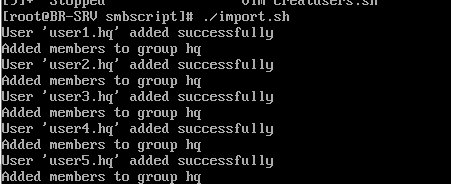 [3]+ Stopped vim creatusers.sh
[root@BR-SRV smbscript]# ./import.sh
User 'user1.hq' added successfully
Added members to group hq
User 'user2.hq' added successfully
Added members to group hq
User 'user3.hq' added successfully
Added members to group hq
User 'user4.hq' added successfully
Added members to group hq
User 'user5.hq' added successfully
Added members to group hq